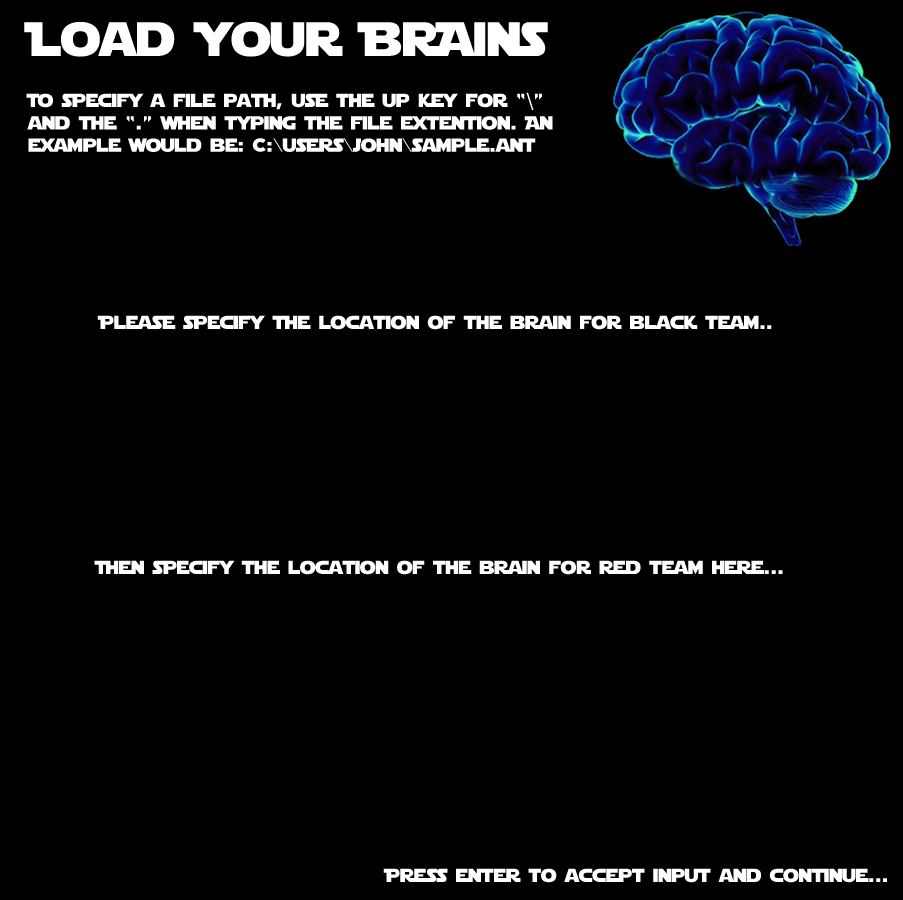 Load Your Brains
To specify a file path, use the up key for "\"
and the "." when typing the file extention. An
example would be: C:\Users\John\sample.ant
Please specify the location of the brain for black team..
then specify the location of the brain for red team here...
Press enter to accept input and continue...